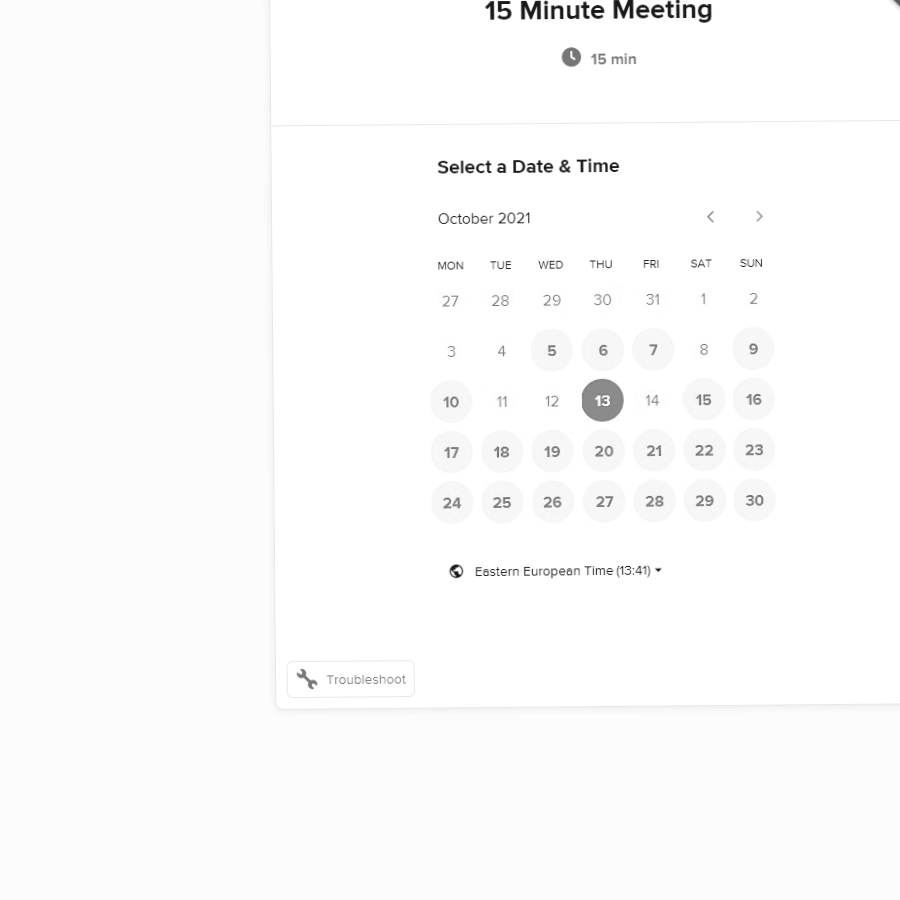 15 Minute Meeting
15 min
Select a Date & Time
October 2021
MON TUE WED THU FRI SAT SUN
27 28 29 30 31 1 2
3 4 5 6 7 8 9
10 11 12 13 14 15 16
17 18 19 20 21 22 23
24 25 26 27 28 29 30
Eastern European Time (13:41)
Troubleshoot